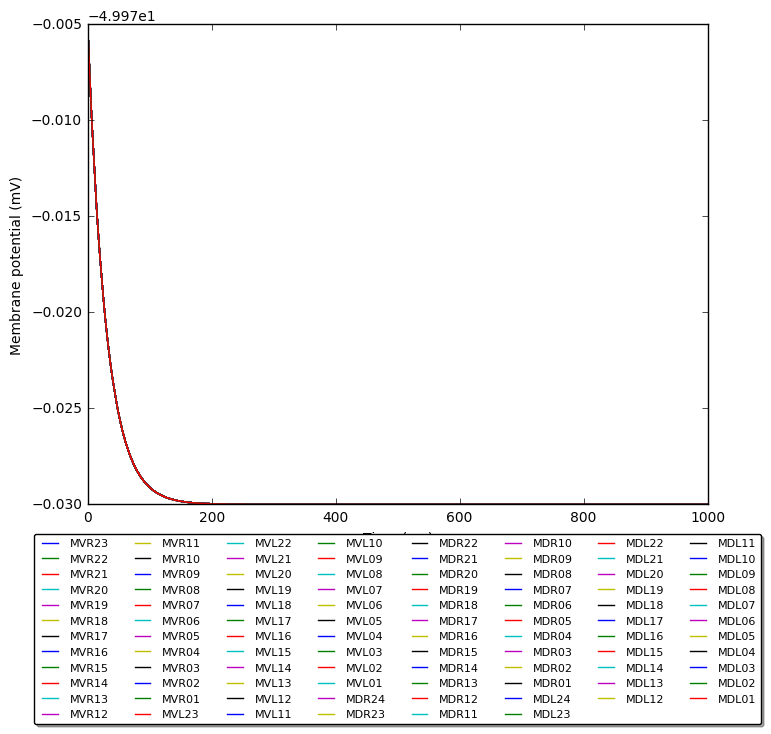 −4.997e1
−0.005
−0.010
−0.015
−0.020
−0.025
−0.030
Membrane potential (mV)
0 200 400 600 800 1000
MVR23 MVR11 MVL22 MVL10 MDR22 MDR10 MDL22 MDL11
MVR22 MVR10 MVL21 MVL09 MDR21 MDR09 MDL21 MDL10
MVR21 MVR09 MVL20 MVL08 MDR20 MDR08 MDL20 MDL09
MVR20 MVR08 MVL19 MVL07 MDR19 MDR07 MDL19 MDL08
MVR19 MVR07 MVL18 MVL06 MDR18 MDR06 MDL18 MDL07
MVR18 MVR06 MVL17 MVL05 MDR17 MDR05 MDL17 MDL06
MVR17 MVR05 MVL16 MVL04 MDR16 MDR04 MDL16 MDL05
MVR16 MVR04 MVL15 MVL03 MDR15 MDR03 MDL15 MDL04
MVR15 MVR03 MVL14 MVL02 MDR14 MDR02 MDL14 MDL03
MVR14 MVR02 MVL13 MVL01 MDR13 MDR01 MDL13 MDL02
MVR13 MVR01 MVL12 MDR24 MDR12 MDL24 MDL12 MDL01
MVR12 MVL23 MVL11 MDR23 MDR11 MDL23